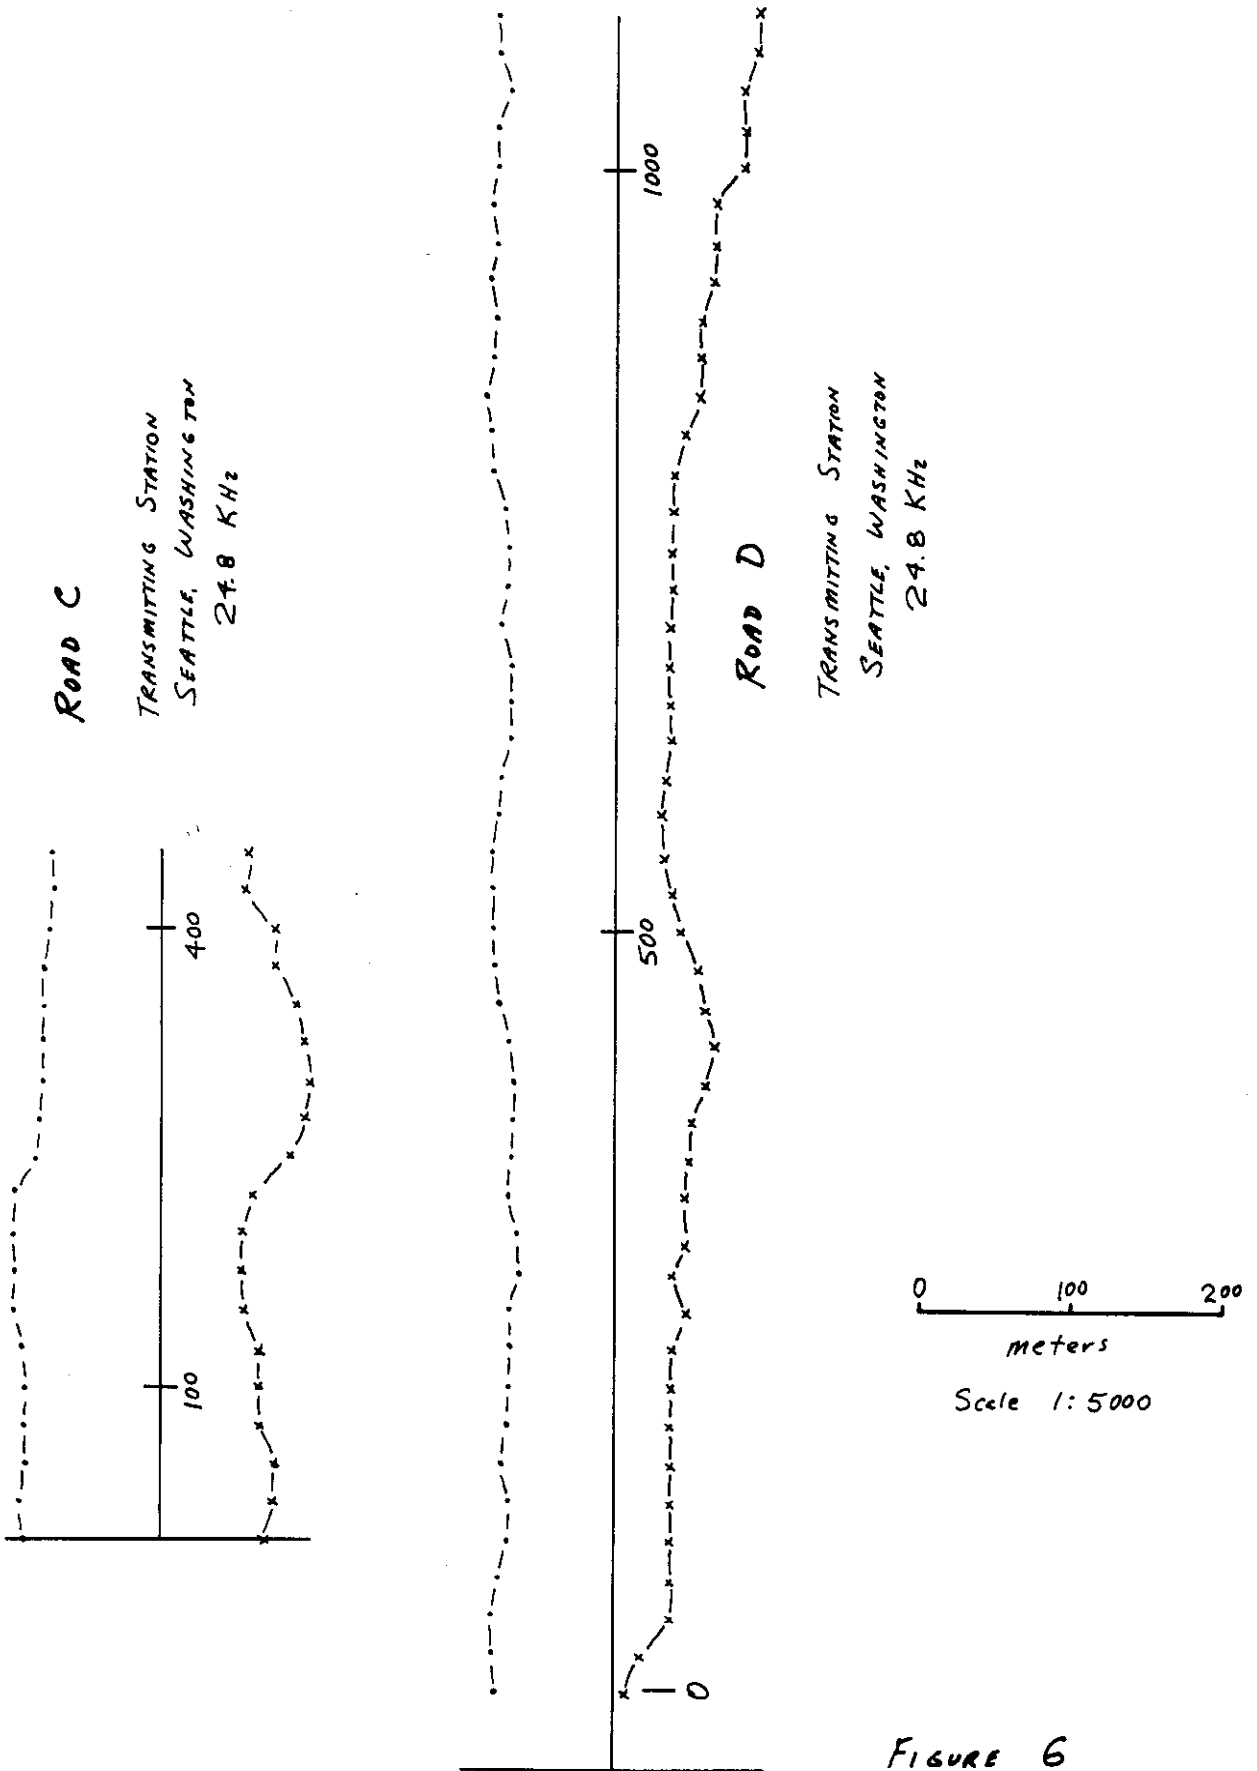 ROAD C
TRANSMITTING STATION
SEATTLE, WASHINGTON
24.8 KHz
400
100
1000
500
0
ROAD D
TRANSMITTING STATION
SEATTLE, WASHINGTON
24.8 KHz
0 100 200
meters
Scale 1:5000
FIGURE 6